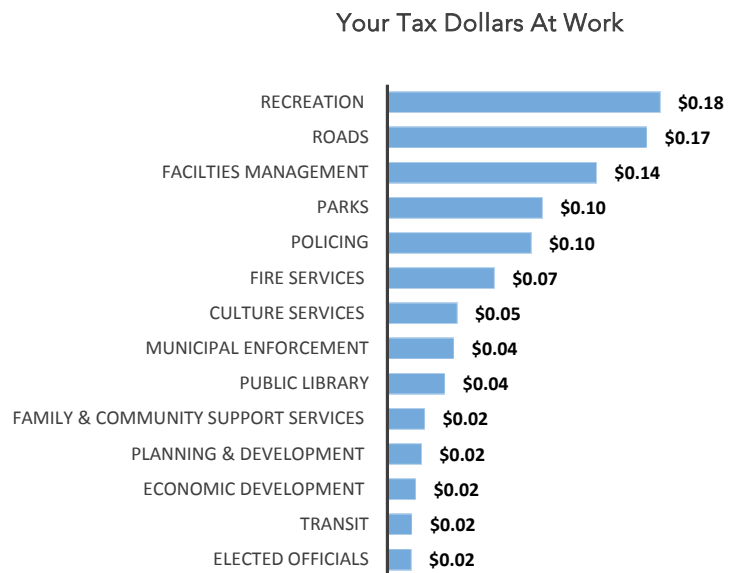 Your Tax Dollars At Work
RECREATION $0.18
ROADS $0.17
FACILTIES MANAGEMENT $0.14
PARKS $0.10
POLICING $0.10
FIRE SERVICES $0.07
CULTURE SERVICES $0.05
MUNICIPAL ENFORCEMENT $0.04
PUBLIC LIBRARY $0.04
FAMILY & COMMUNITY SUPPORT SERVICES $0.02
PLANNING & DEVELOPMENT $0.02
ECONOMIC DEVELOPMENT $0.02
TRANSIT $0.02
ELECTED OFFICIALS $0.02